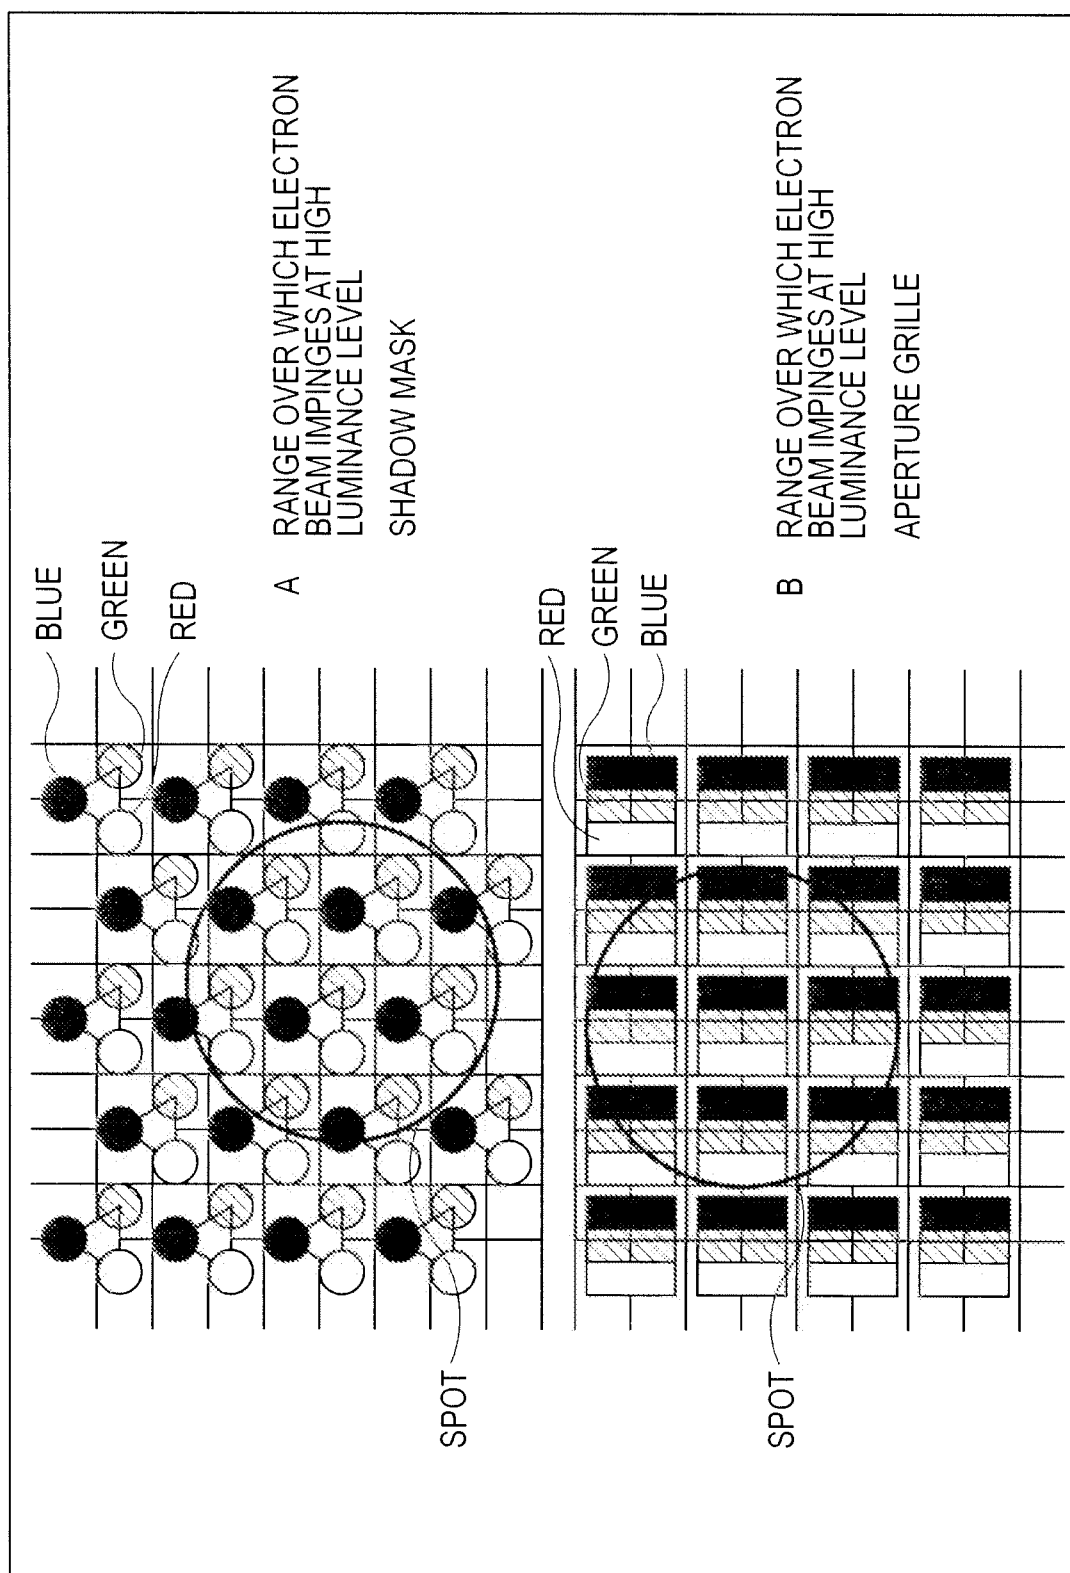 BLUE
GREEN
RED
SPOT
A RANGE OVER WHICH ELECTRON
BEAM IMPINGES AT HIGH
LUMINANCE LEVEL
SHADOW MASK
RED
GREEN
BLUE
SPOT
B RANGE OVER WHICH ELECTRON
BEAM IMPINGES AT HIGH
LUMINANCE LEVEL
APERTURE GRILLE